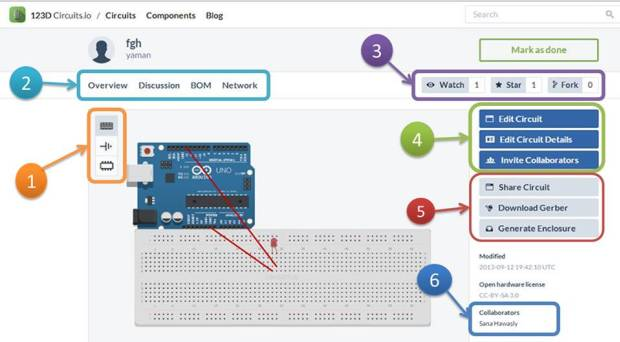 123D Circuits.io / Circuits Components Blog
Search
fgh
yaman
Mark as done
3
2
Overview Discussion BOM Network
Watch 1 Star 1 Fork 0
1
UNO
ARDUINO
4
Edit Circuit
Edit Circuit Details
Invite Collaborators
5
Share Circuit
Download Gerber
Generate Enclosure
Modified
2013-09-12 19:42:10 UTC
Open hardware license
CC-BY-SA 3.0
6
Collaborators
Sana Hawasly